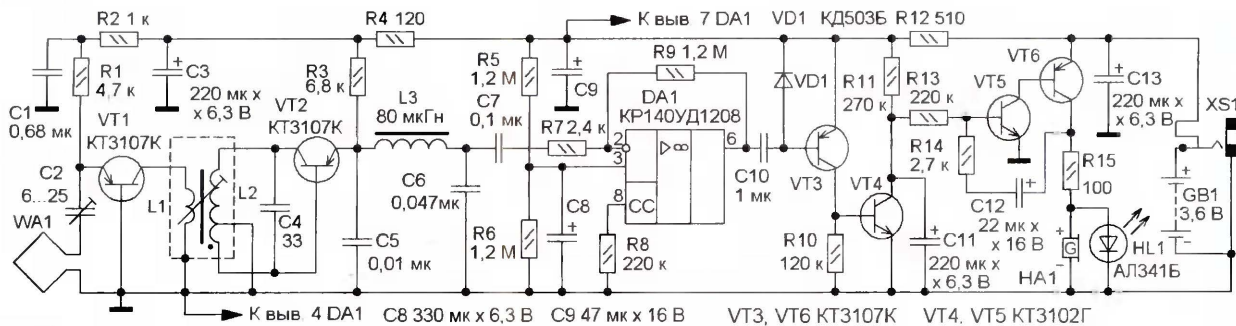 R2 1 к
R4 120
К выв. 7 DA1
VD1
КД503Б
R12 510
R1
4,7 к
C1
0,68 мк
C3
220 мк х
х 6,3 В
R3
6,8 к
R5
1,2 М
L3
80 мкГн
C7
0,1 мк
C9
R9 1,2 М
DA1
КР140УД1208
VD1
R11
270 к
R13
220 к
VT5
VT6
C13
220 мк х
х 6,3 В
XS1
VT1
КТ3107К
VT2
КТ3107К
R7 2,4 к
2
3
8
▷∞
CC
6
C10
1 мк
VT3
VT4
R14
2,7 к
R15
100
C2
6...25
WA1
L1
L2
C4
33
C6
0,047мк
C5
0,01 мк
R6
1,2 М
C8
R8
220 к
R10
120 к
C11
220 мк х
х 6,3 В
C12
22 мк х
х 16 В
G
HA1
HL1
АЛ341Б
GB1
3,6 В
К выв. 4 DA1
C8 330 мк х 6,3 В
C9 47 мк х 16 В
VT3, VT6 КТ3107К
VT4, VT5 КТ3102Г